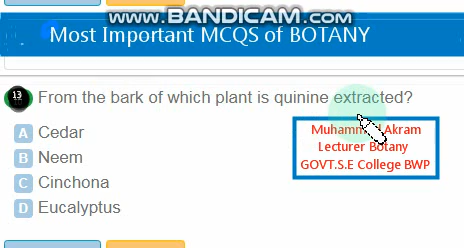 www.BANDICAM.com
Most Important MCQS of BOTANY
13 From the bark of which plant is quinine extracted?
A Cedar
B Neem
C Cinchona
D Eucalyptus
Akram
Lecturer Botany
GOVT.S.E College BWP